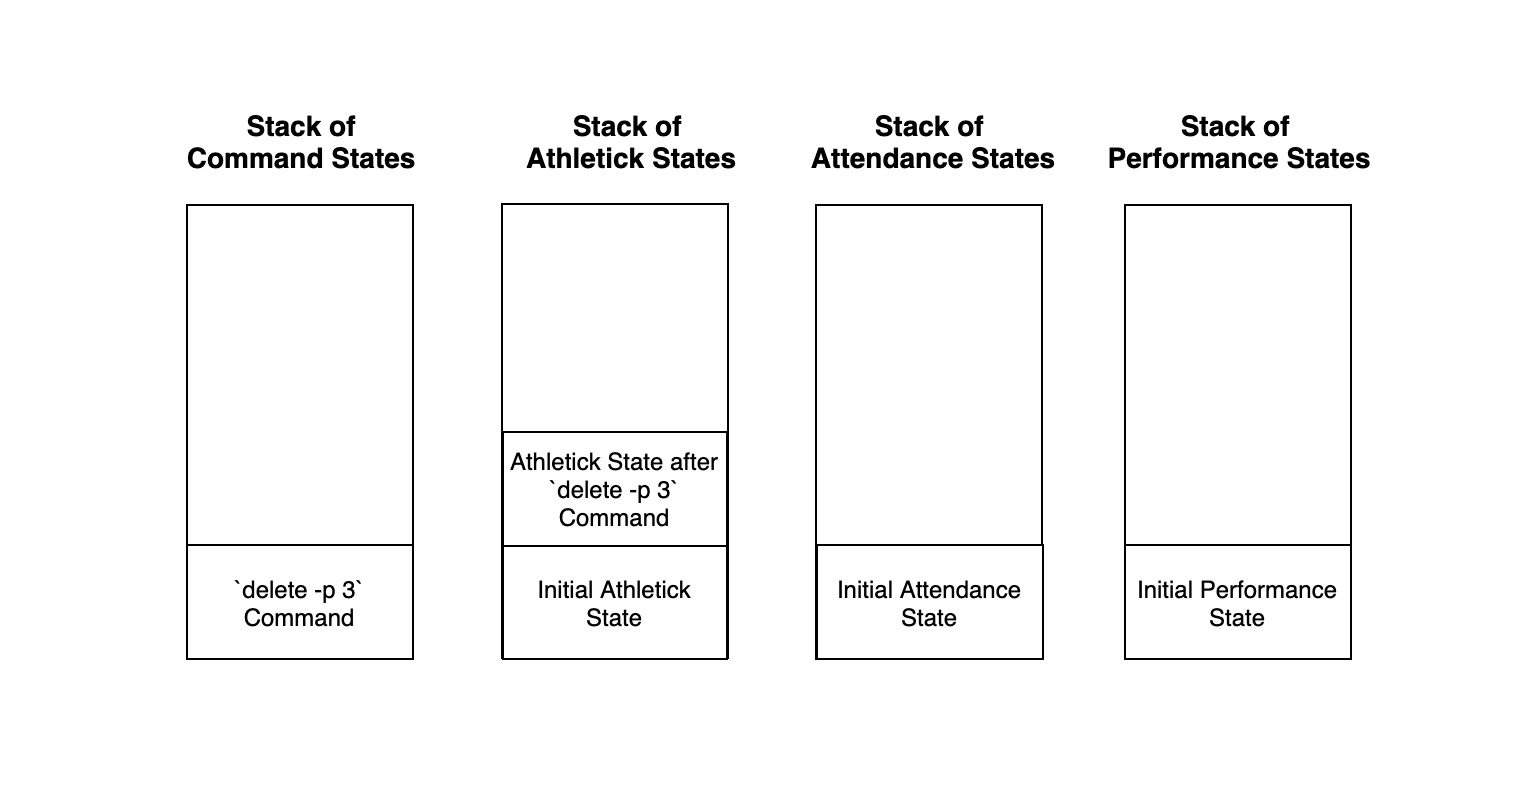 Stack of
Command States
Stack of
Athletick States
Stack of
Attendance States
Stack of
Performance States
`delete -p 3`
Command
Athletick State after
`delete -p 3`
Command
Initial Athletick
State
Initial Attendance
State
Initial Performance
State